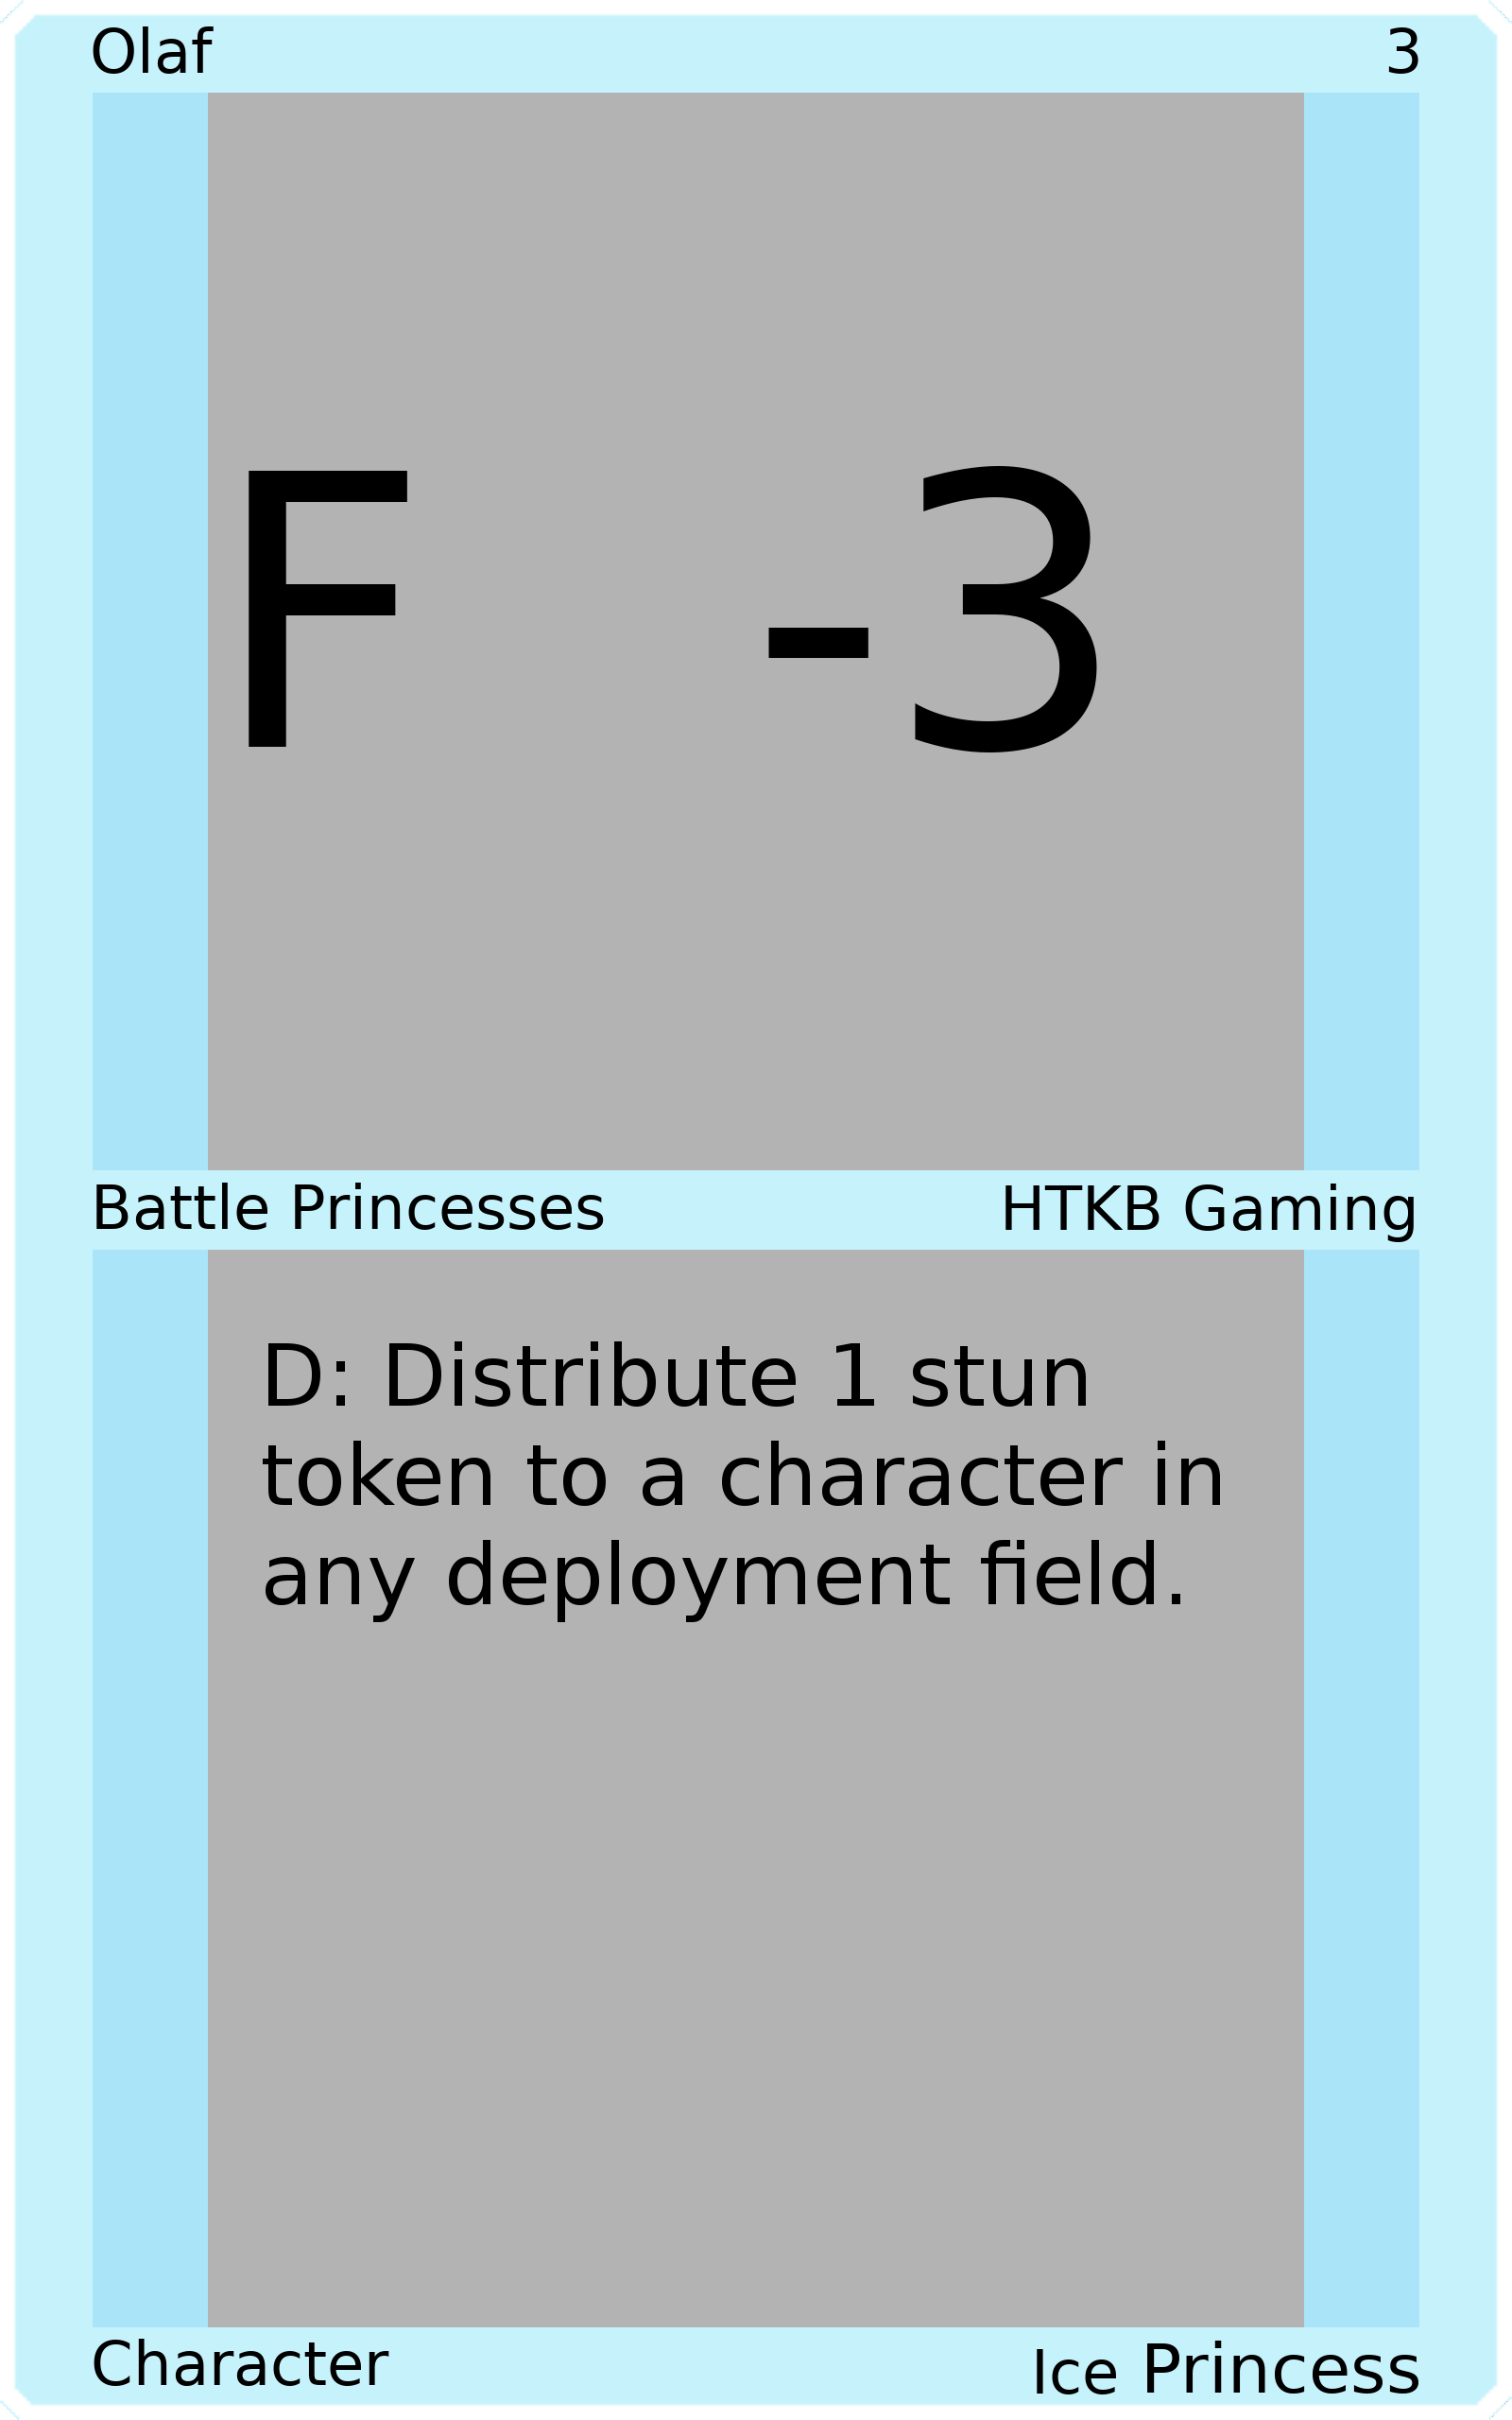 Olaf 3
F -3
Battle Princesses HTKB Gaming
D: Distribute 1 stun
token to a character in
any deployment field.
Character Ice Princess